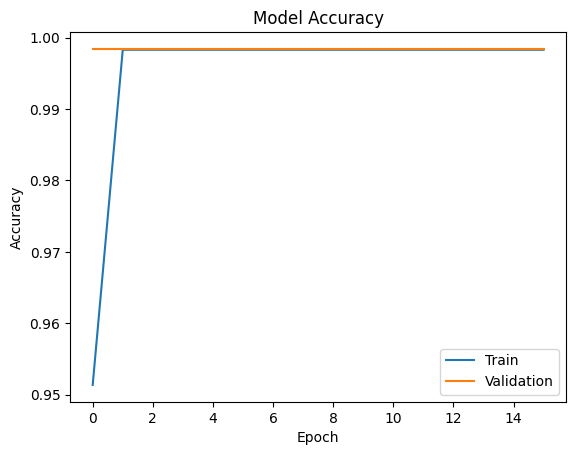 Model Accuracy
1.00
0.99
0.98
0.97
0.96
0.95
Accuracy
0 2 4 6 8 10 12 14
Epoch
Train
Validation